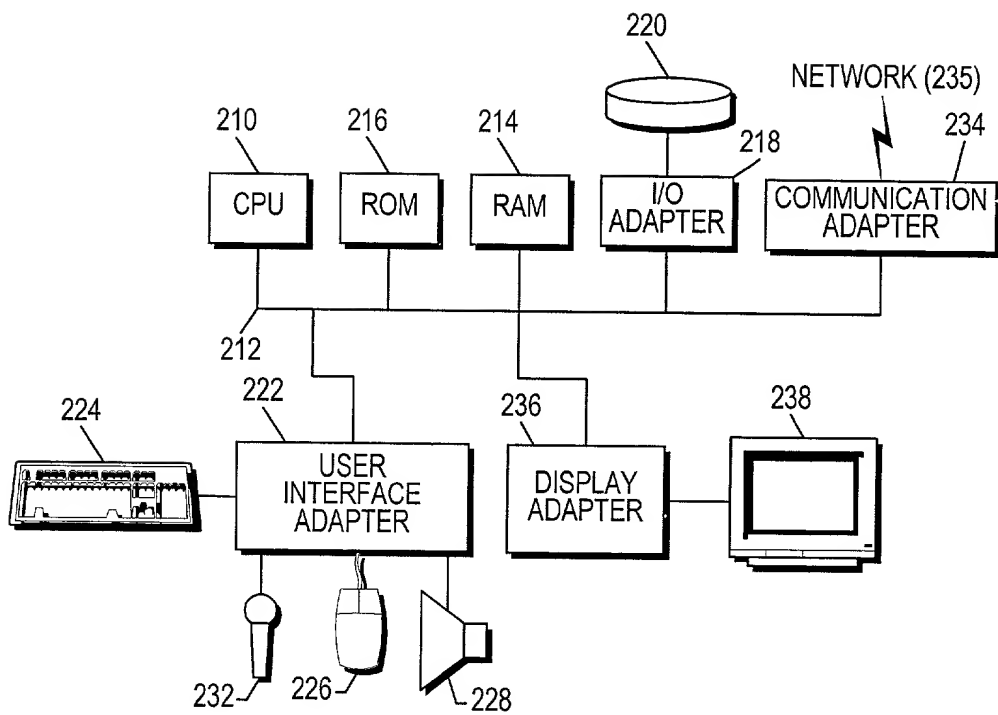 220
NETWORK (235)
210
216
214
218
234
CPU
ROM
RAM
I/O
ADAPTER
COMMUNICATION
ADAPTER
212
224
222
236
238
USER
INTERFACE
ADAPTER
DISPLAY
ADAPTER
232
226
228